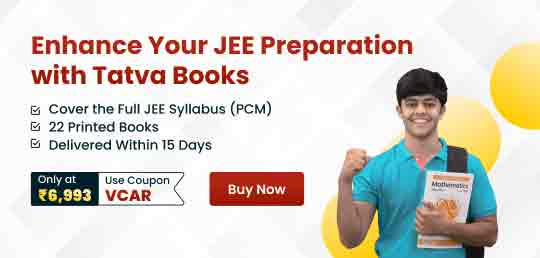 Enhance Your JEE Preparation
with Tatva Books
Cover the Full JEE Syllabus (PCM)
22 Printed Books
Delivered Within 15 Days
Only at
₹6,993
Use Coupon
VCAR
Buy Now
Mathematics